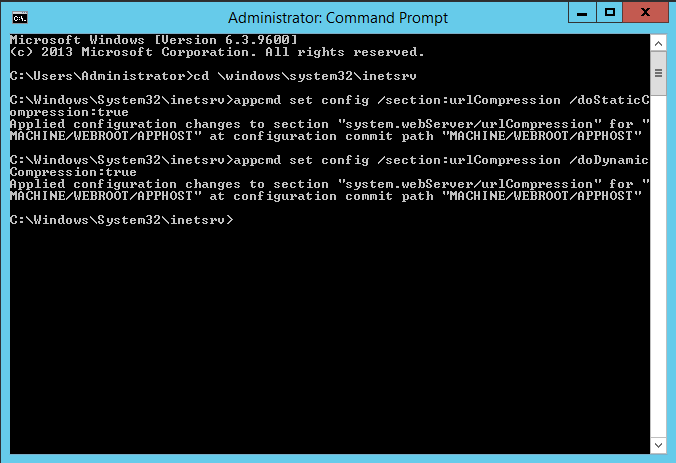 Administrator: Command Prompt
Microsoft Windows [Version 6.3.9600]
(c) 2013 Microsoft Corporation. All rights reserved.
C:\Users\Administrator>cd \windows\system32\inetsrv
C:\Windows\System32\inetsrv>appcmd set config /section:urlCompression /doStaticC
ompression:true
Applied configuration changes to section "system.webServer/urlCompression" for "
MACHINE/WEBROOT/APPHOST" at configuration commit path "MACHINE/WEBROOT/APPHOST"
C:\Windows\System32\inetsrv>appcmd set config /section:urlCompression /doDynamic
Compression:true
Applied configuration changes to section "system.webServer/urlCompression" for "
MACHINE/WEBROOT/APPHOST" at configuration commit path "MACHINE/WEBROOT/APPHOST"
C:\Windows\System32\inetsrv>